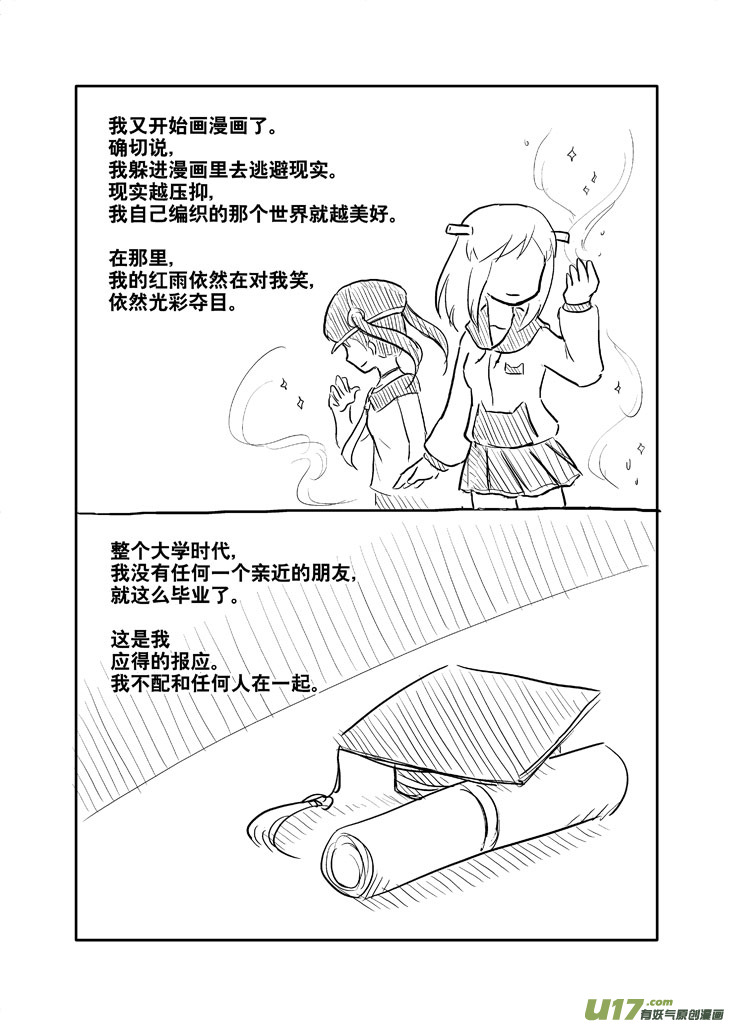 我又开始画漫画了。
确切说，
我躲进漫画里去逃避现实。
现实越压抑，
我自己编织的那个世界就越美好。
在那里，
我的红雨依然在对我笑，
依然光彩夺目。
整个大学时代，
我没有任何一个亲近的朋友，
就这么毕业了。
这是我
应得的报应。
我不配和任何人在一起。
U17.com
有妖气原创漫画